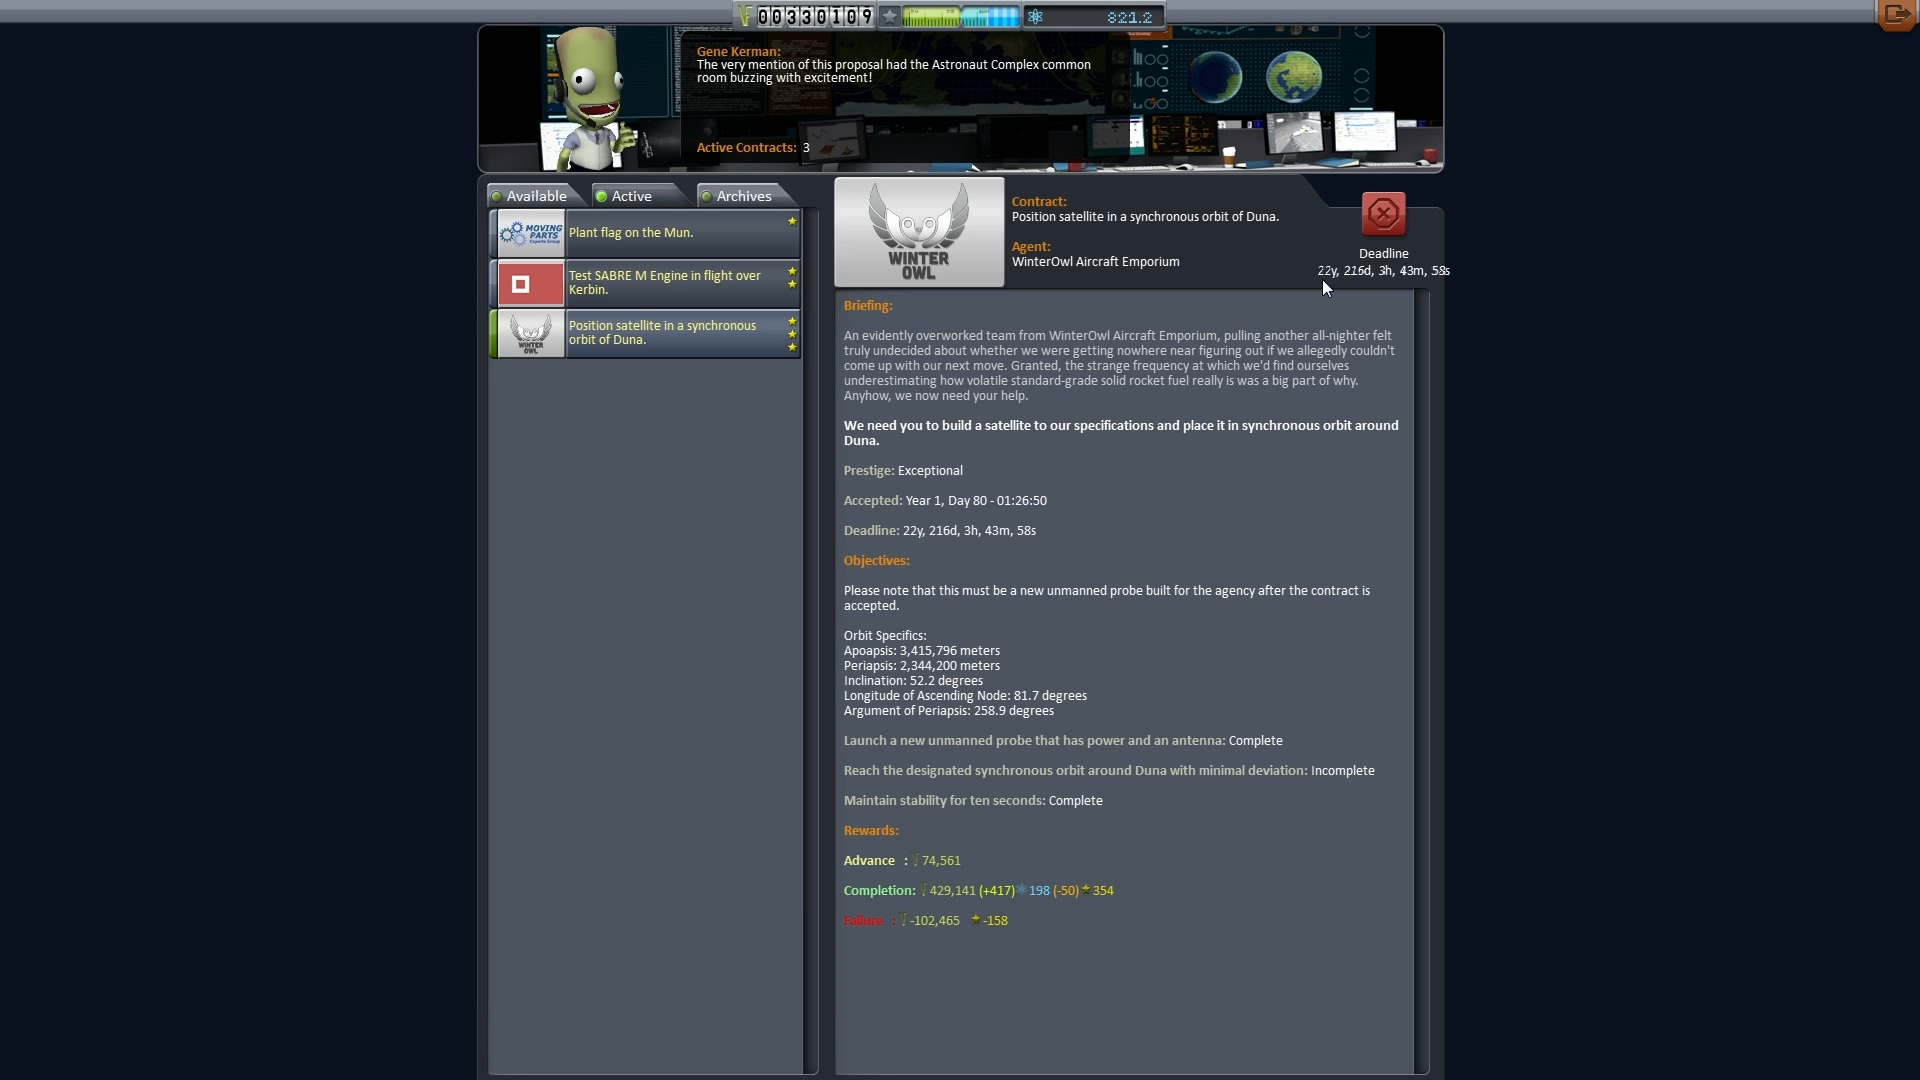 00330109
821.2
Gene Kerman:
The very mention of this proposal had the Astronaut Complex common
room buzzing with excitement!
Active Contracts: 3
Available
Active
Archives
MOVING
PARTS
Experts Group
Plant flag on the Mun.
Test SABRE M Engine in flight over
Kerbin.
WINTER
OWL
Position satellite in a synchronous
orbit of Duna.
WINTER
OWL
Contract:
Position satellite in a synchronous orbit of Duna.
Agent:
WinterOwl Aircraft Emporium
Deadline
22y, 216d, 3h, 43m, 58s
Briefing:
An evidently overworked team from WinterOwl Aircraft Emporium, pulling another all-nighter felt
truly undecided about whether we were getting nowhere near figuring out if we allegedly couldn't
come up with our next move. Granted, the strange frequency at which we'd find ourselves
underestimating how volatile standard-grade solid rocket fuel really is was a big part of why.
Anyhow, we now need your help.
We need you to build a satellite to our specifications and place it in synchronous orbit around
Duna.
Prestige: Exceptional
Accepted: Year 1, Day 80 - 01:26:50
Deadline: 22y, 216d, 3h, 43m, 58s
Objectives:
Please note that this must be a new unmanned probe built for the agency after the contract is
accepted.
Orbit Specifics:
Apoapsis: 3,415,796 meters
Periapsis: 2,344,200 meters
Inclination: 52.2 degrees
Longitude of Ascending Node: 81.7 degrees
Argument of Periapsis: 258.9 degrees
Launch a new unmanned probe that has power and an antenna: Complete
Reach the designated synchronous orbit around Duna with minimal deviation: Incomplete
Maintain stability for ten seconds: Complete
Rewards:
Advance : 74,561
Completion: 429,141 (+417) 198 (-50) 354
Failure : -102,465 -158